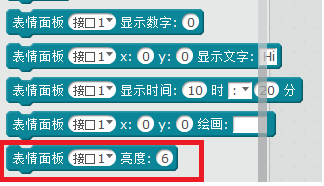 表情面板 接口1 显示数字: 0
表情面板 接口1 x: 0 y: 0 显示文字: Hi
表情面板 接口1 显示时间: 10 时 : 20 分
表情面板 接口1 x: 0 y: 0 绘画:
表情面板 接口1 亮度: 6